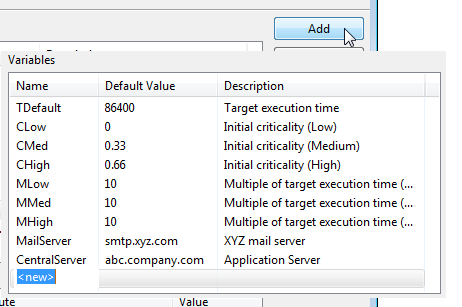 Add
Variables
Name Default Value Description
TDefault 86400 Target execution time
CLow 0 Initial criticality (Low)
CMed 0.33 Initial criticality (Medium)
CHigh 0.66 Initial criticality (High)
MLow 10 Multiple of target execution time (...
MMed 10 Multiple of target execution time (...
MHigh 10 Multiple of target execution time (...
MailServer smtp.xyz.com XYZ mail server
CentralServer abc.company.com Application Server
<new>
Value